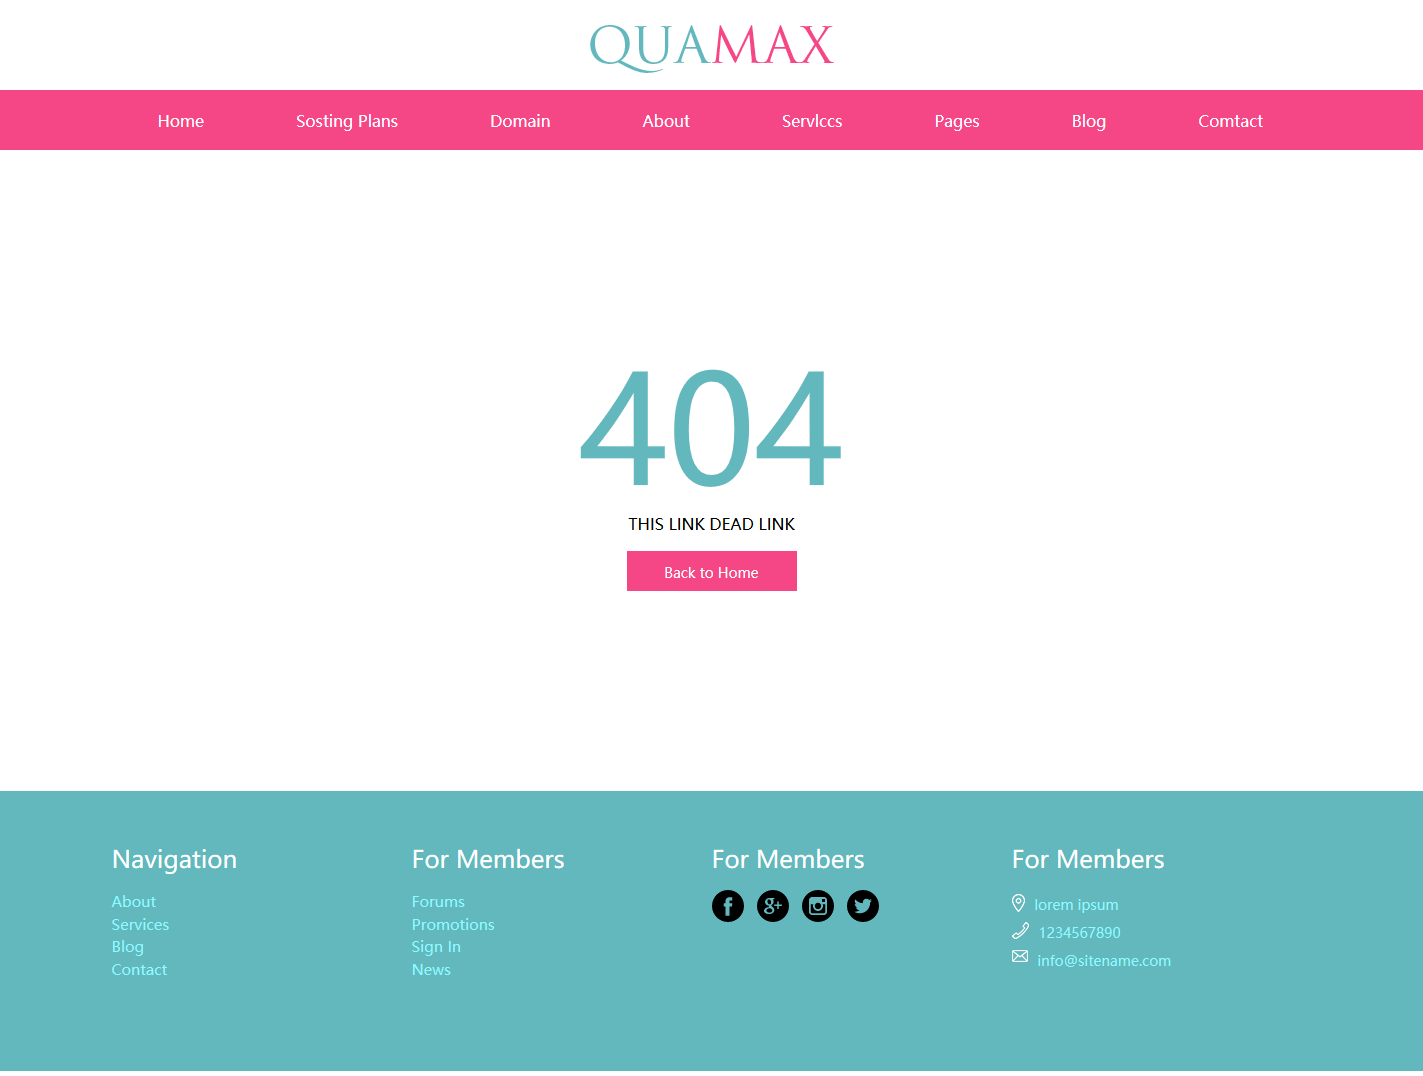 QUAMAX
Home Sosting Plans Domain About Servlccs Pages Blog Comtact
404
THIS LINK DEAD LINK
Back to Home
Navigation
About
Services
Blog
Contact
For Members
Forums
Promotions
Sign In
News
For Members
For Members
lorem ipsum
1234567890
info@sitename.com